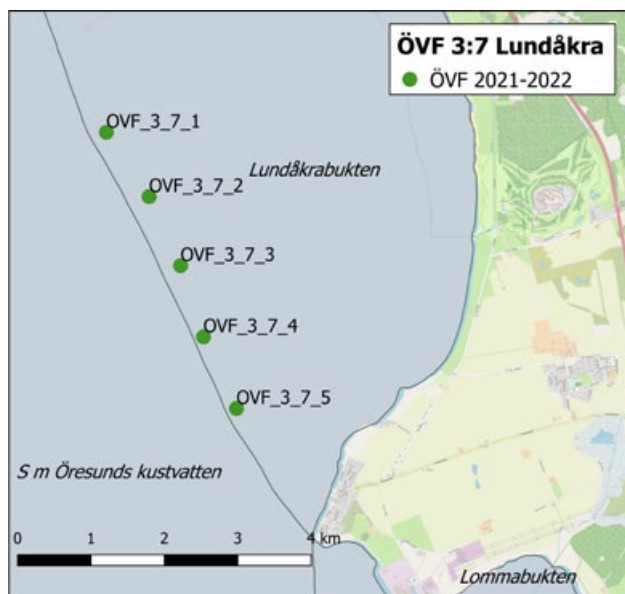 ÖVF 3:7 Lundåkra
ÖVF 2021-2022
OVF_3_7_1
Lundåkrabukten
OVF_3_7_2
OVF_3_7_3
OVF_3_7_4
OVF_3_7_5
S m Öresunds kustvatten
0 1 2 3 4 km
Lommabukten